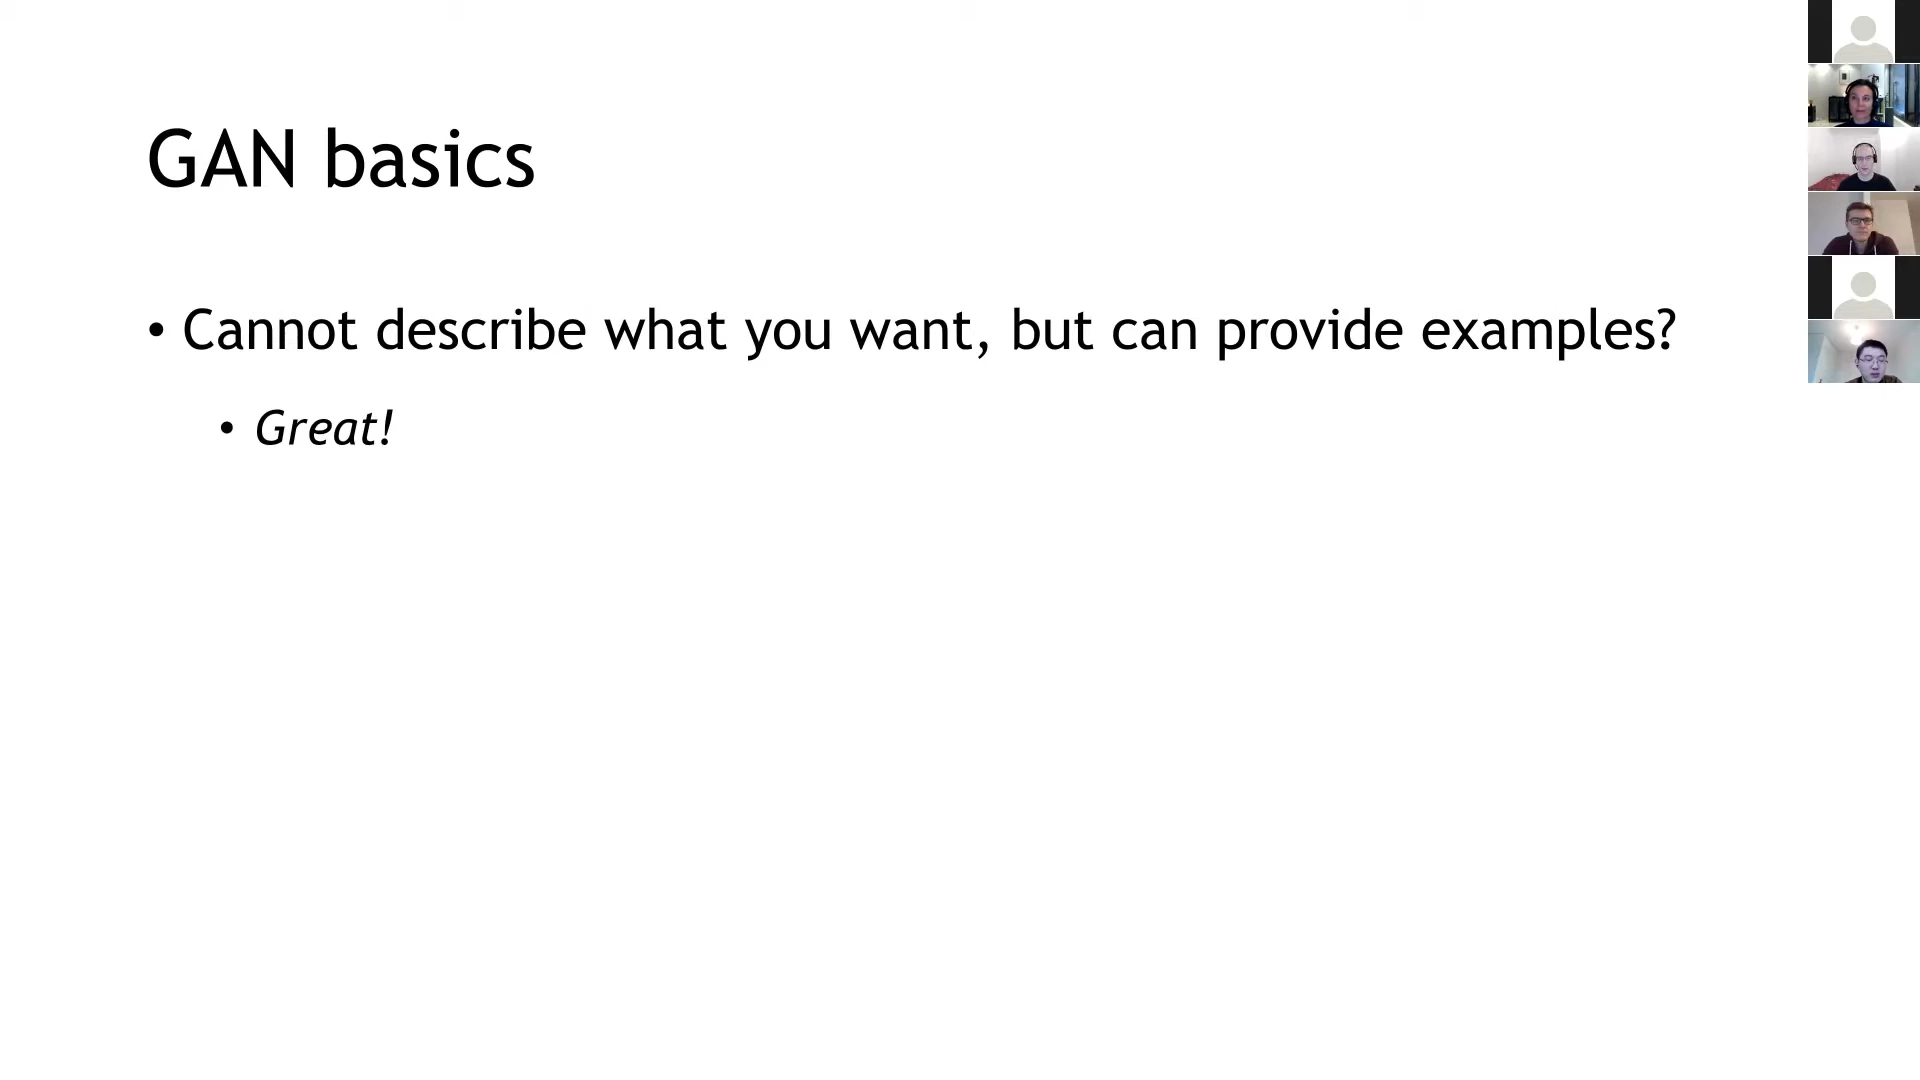 GAN basics
• Cannot describe what you want, but can provide examples?
• Great!